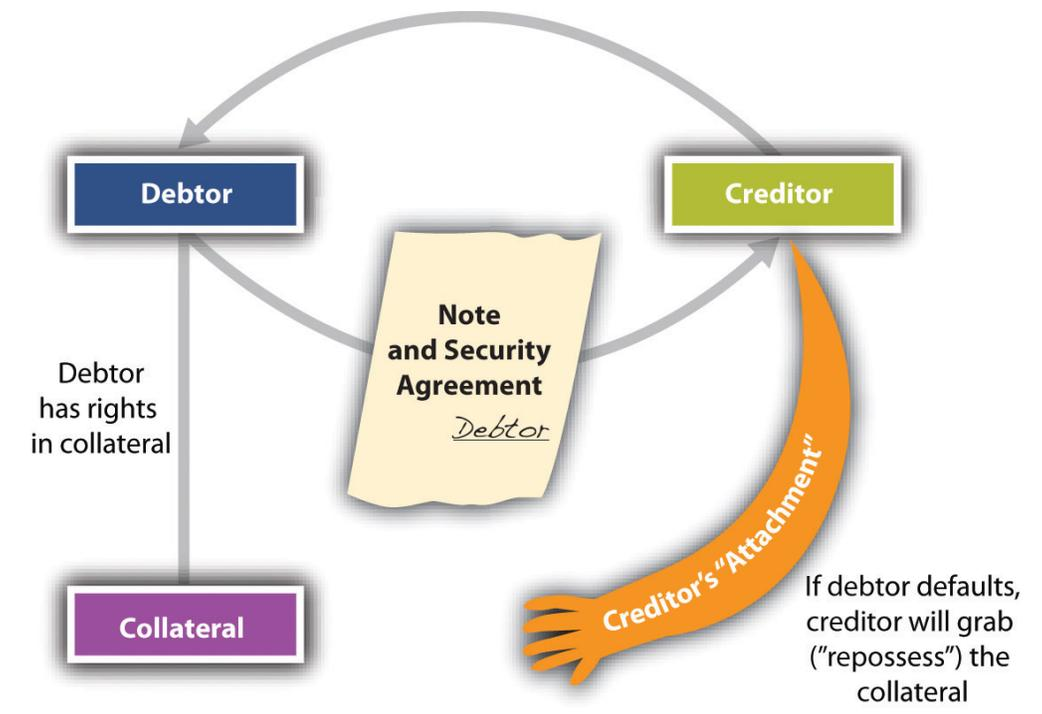 Debtor
Creditor
Note
and Security
Agreement
Debtor
Debtor
has rights
in collateral
Collateral
Creditor's "Attachment"
If debtor defaults,
creditor will grab
("repossess") the
collateral